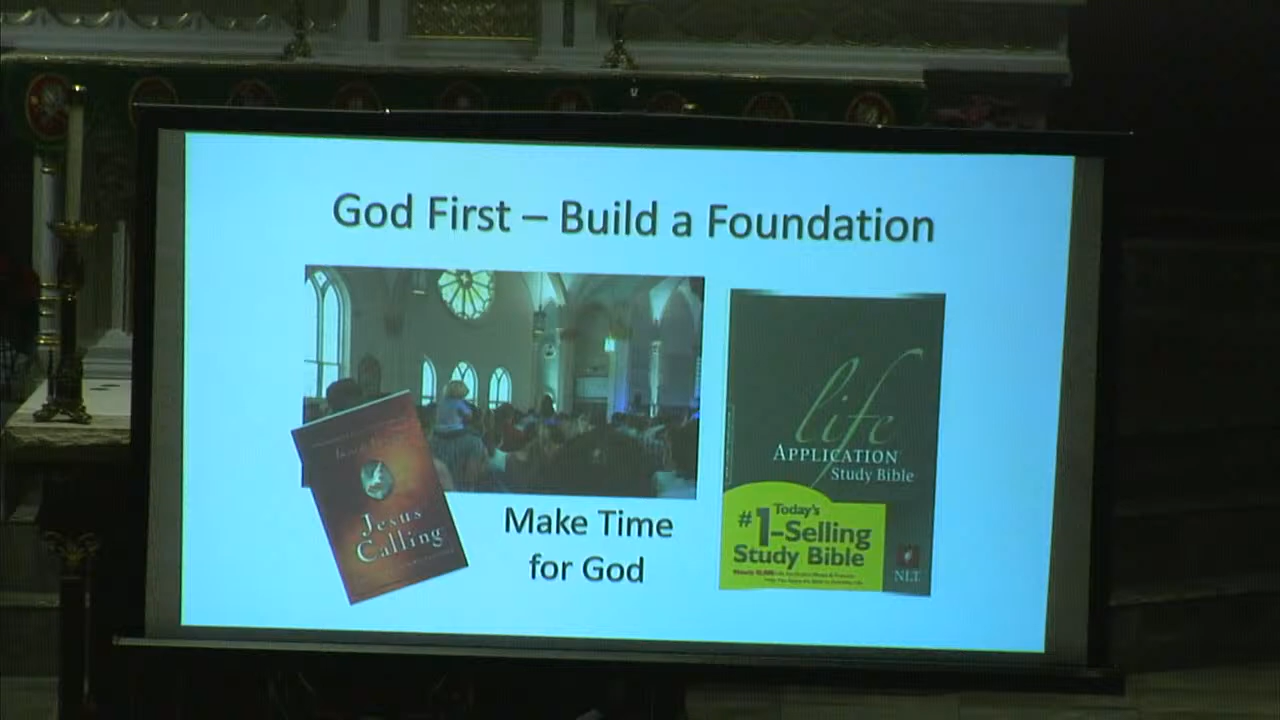 God First – Build a Foundation
Jesus
Calling
Make Time
for God
life
APPLICATION
Study Bible
Today's
#1-Selling
Study Bible
NLT